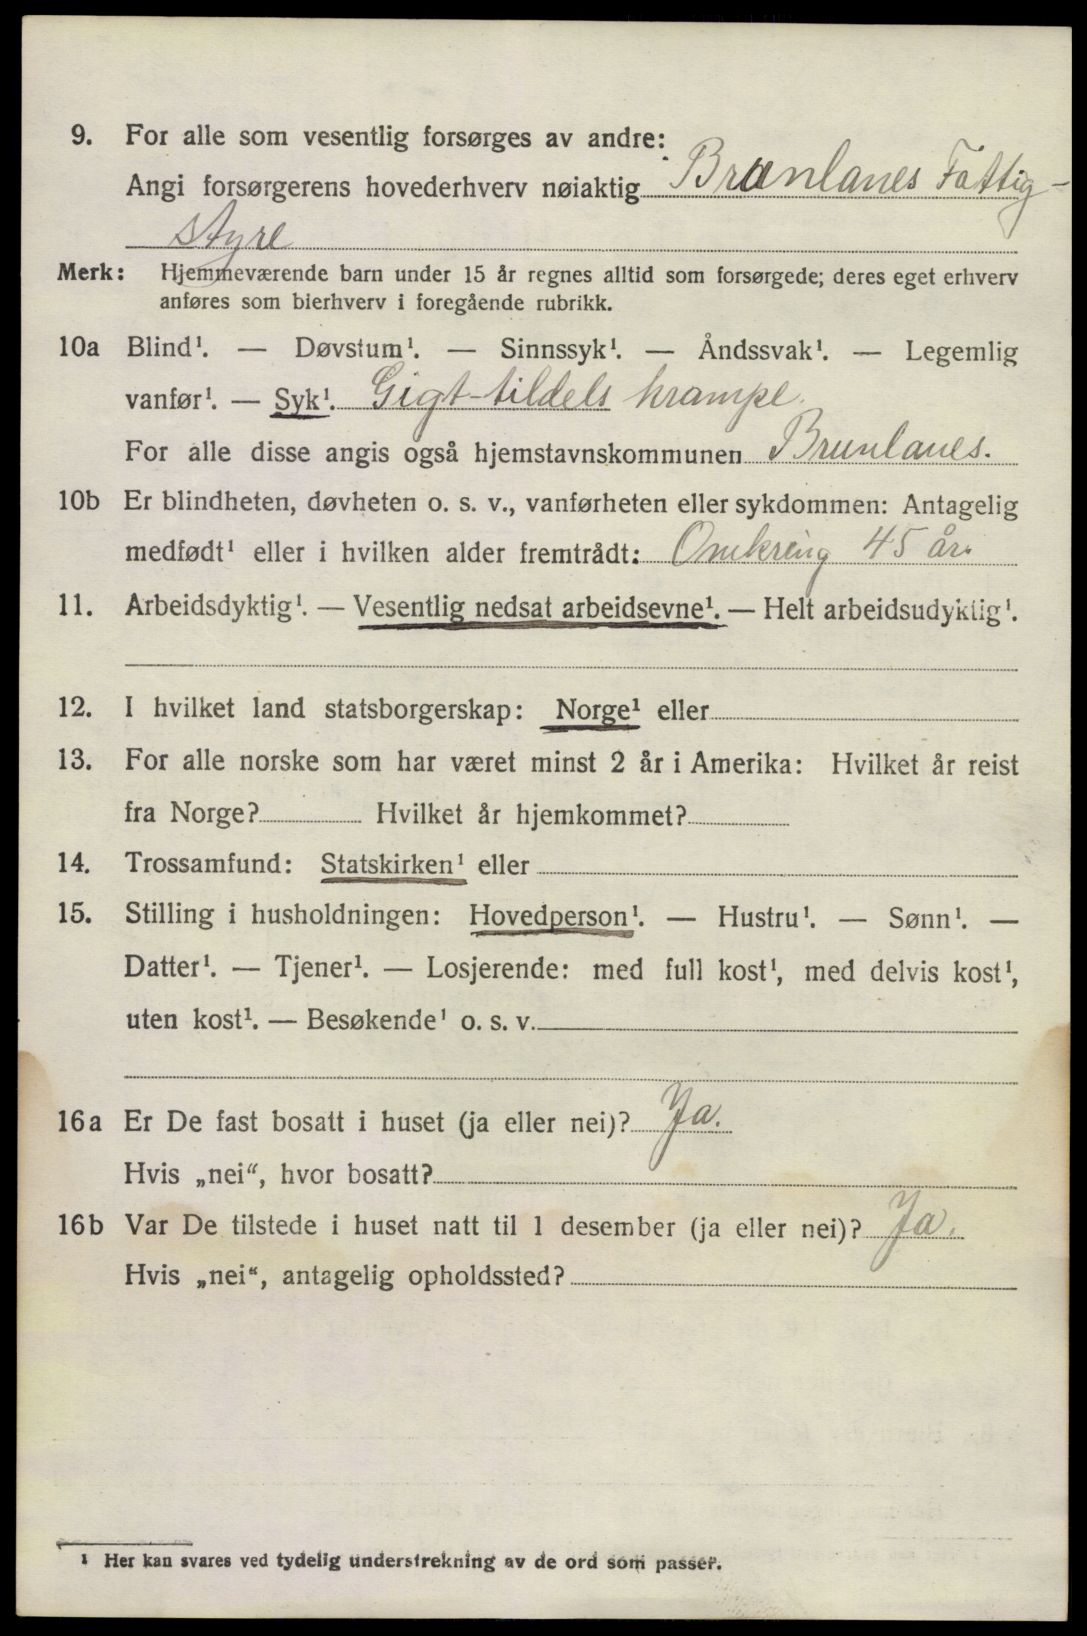 9. For alle som vesentlig forsørges av andre:
Angi forsørgerens hovederhverv nøiaktig Brunlanes Fattig-
styre
Merk: Hjemmeværende barn under 15 år regnes alltid som forsørgede; deres eget erhverv
anføres som bierhverv i foregående rubrikk.
10a Blind¹. — Døvstum¹. — Sinnssyk¹. — Åndssvak¹. — Legemlig
vanfør¹. — Syk¹. Gigt-tildels krampe.
For alle disse angis også hjemstavnskommunen Brunlanes.
10b Er blindheten, døvheten o. s. v., vanførheten eller sykdommen: Antagelig
medfødt¹ eller i hvilken alder fremtrådt: Omkring 45 år.
11. Arbeidsdyktig¹. — Vesentlig nedsat arbeidsevne¹. — Helt arbeidsudyktig¹.
12. I hvilket land statsborgerskap: Norge¹ eller
13. For alle norske som har været minst 2 år i Amerika: Hvilket år reist
fra Norge? Hvilket år hjemkommet?
14. Trossamfund: Statskirken¹ eller
15. Stilling i husholdningen: Hovedperson¹. — Hustru¹. — Sønn¹. —
Datter¹. — Tjener¹. — Losjerende: med full kost¹, med delvis kost¹,
uten kost¹. — Besøkende¹ o. s. v.
16a Er De fast bosatt i huset (ja eller nei)? Ja.
Hvis „nei“, hvor bosatt?
16b Var De tilstede i huset natt til 1 desember (ja eller nei)? Ja.
Hvis „nei“, antagelig opholdssted?
¹ Her kan svares ved tydelig understrekning av de ord som passer.